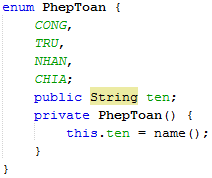 enum PhepToan {
CONG,
TRU,
NHAN,
CHIA;
public String ten;
private PhepToan() {
this.ten = name();
}
}